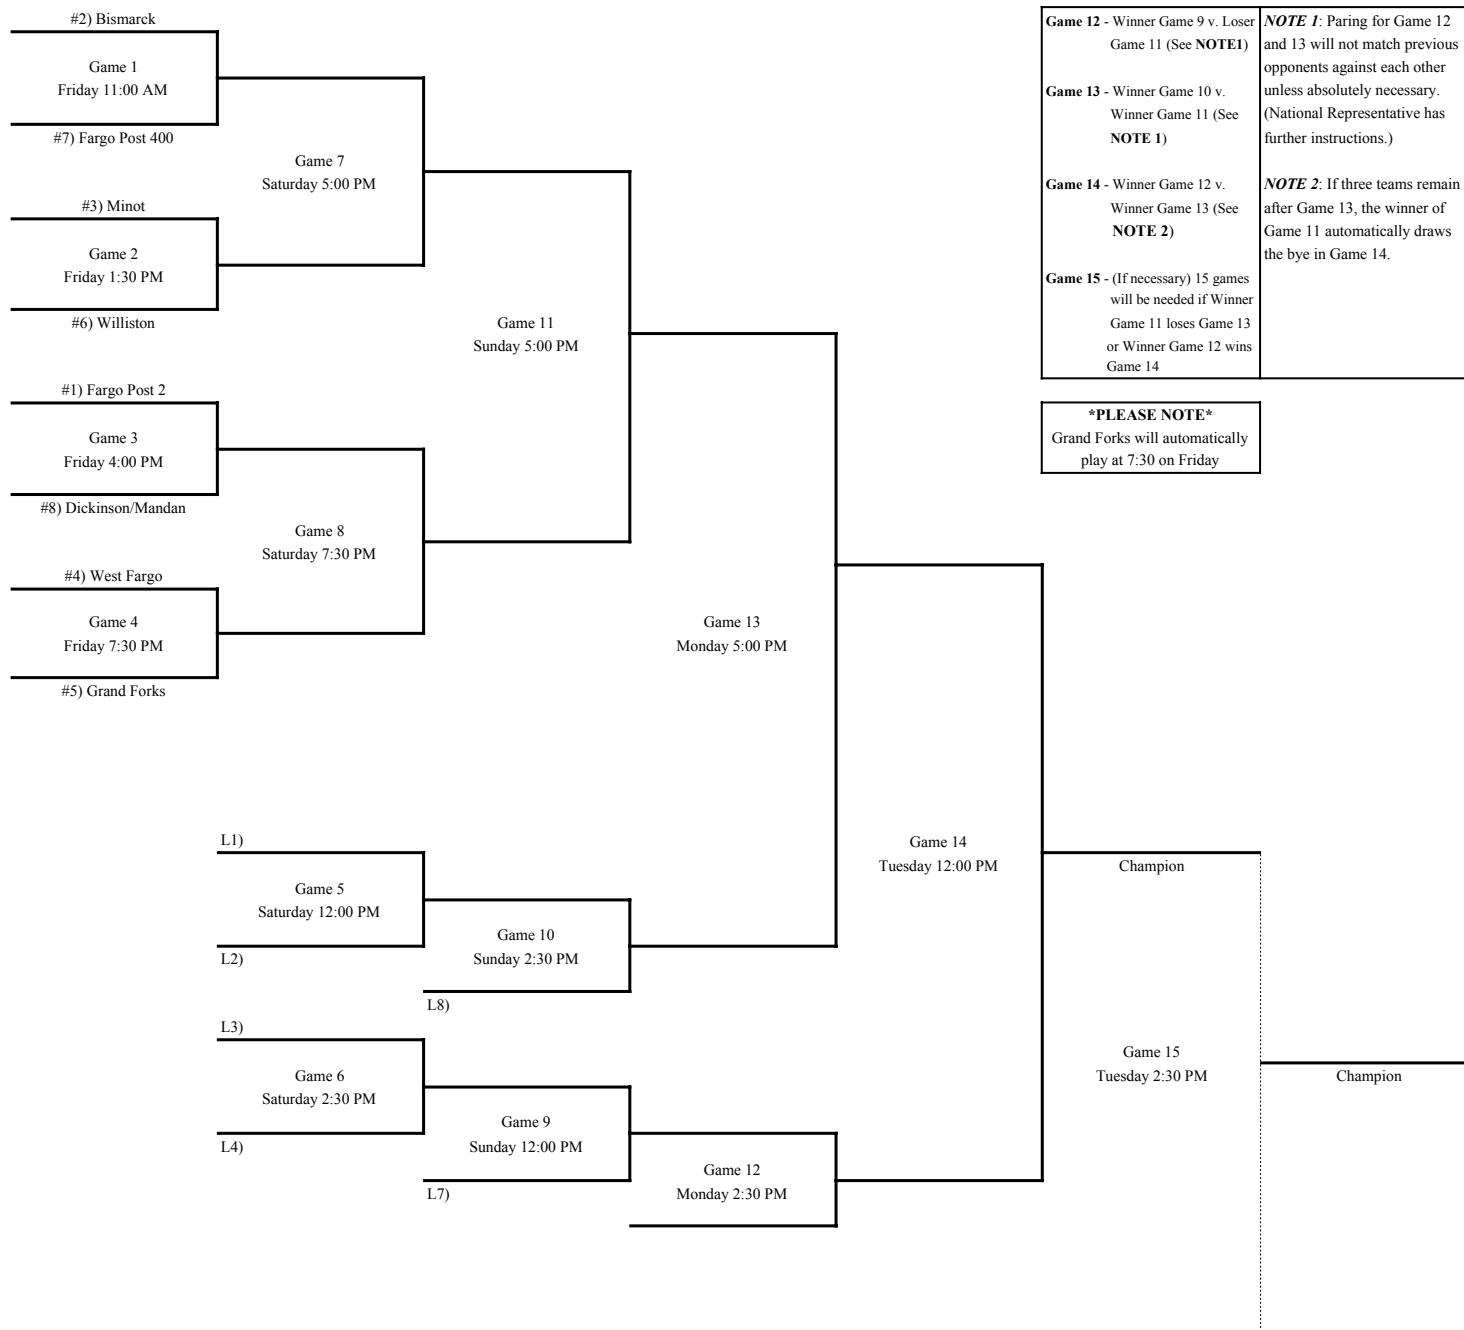 #2) Bismarck
Game 1
Friday 11:00 AM
#7) Fargo Post 400
Game 7
Saturday 5:00 PM
#3) Minot
Game 2
Friday 1:30 PM
#6) Williston
Game 11
Sunday 5:00 PM
#1) Fargo Post 2
Game 3
Friday 4:00 PM
#8) Dickinson/Mandan
Game 8
Saturday 7:30 PM
#4) West Fargo
Game 4
Friday 7:30 PM
#5) Grand Forks
Game 13
Monday 5:00 PM
L1)
Game 5
Saturday 12:00 PM
L2)
Game 10
Sunday 2:30 PM
L8)
L3)
Game 6
Saturday 2:30 PM
L4)
Game 9
Sunday 12:00 PM
L7)
Game 12
Monday 2:30 PM
Game 14
Tuesday 12:00 PM
Champion
Game 15
Tuesday 2:30 PM
Champion
Game 12 - Winner Game 9 v. Loser
Game 11 (See NOTE1)
Game 13 - Winner Game 10 v.
Winner Game 11 (See
NOTE 1)
Game 14 - Winner Game 12 v.
Winner Game 13 (See
NOTE 2)
Game 15 - (If necessary) 15 games
will be needed if Winner
Game 11 loses Game 13
or Winner Game 12 wins
Game 14
NOTE 1: Paring for Game 12
and 13 will not match previous
opponents against each other
unless absolutely necessary.
(National Representative has
further instructions.)
NOTE 2: If three teams remain
after Game 13, the winner of
Game 11 automatically draws
the bye in Game 14.
*PLEASE NOTE*
Grand Forks will automatically
play at 7:30 on Friday